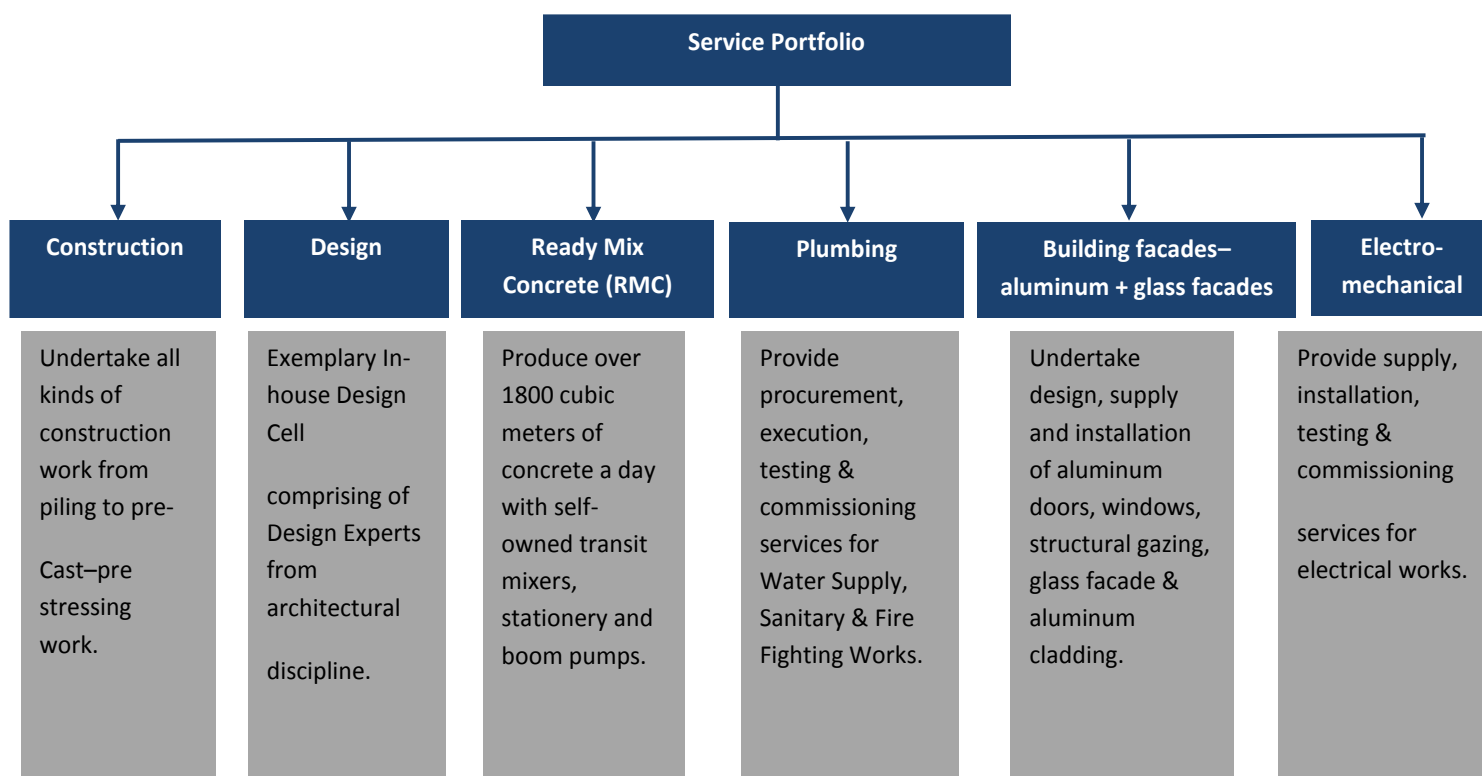 Service Portfolio
Construction
Design
Ready Mix
Concrete (RMC)
Plumbing
Building facades–
aluminum + glass facades
Electro-
mechanical
Undertake all
kinds of
construction
work from
piling to pre-
Cast–pre
stressing
work.
Exemplary In-
house Design
Cell
comprising of
Design Experts
from
architectural
discipline.
Produce over
1800 cubic
meters of
concrete a day
with self-
owned transit
mixers,
stationery and
boom pumps.
Provide
procurement,
execution,
testing &
commissioning
services for
Water Supply,
Sanitary & Fire
Fighting Works.
Undertake
design, supply
and installation
of aluminum
doors, windows,
structural gazing,
glass facade &
aluminum
cladding.
Provide supply,
installation,
testing &
commissioning
services for
electrical works.